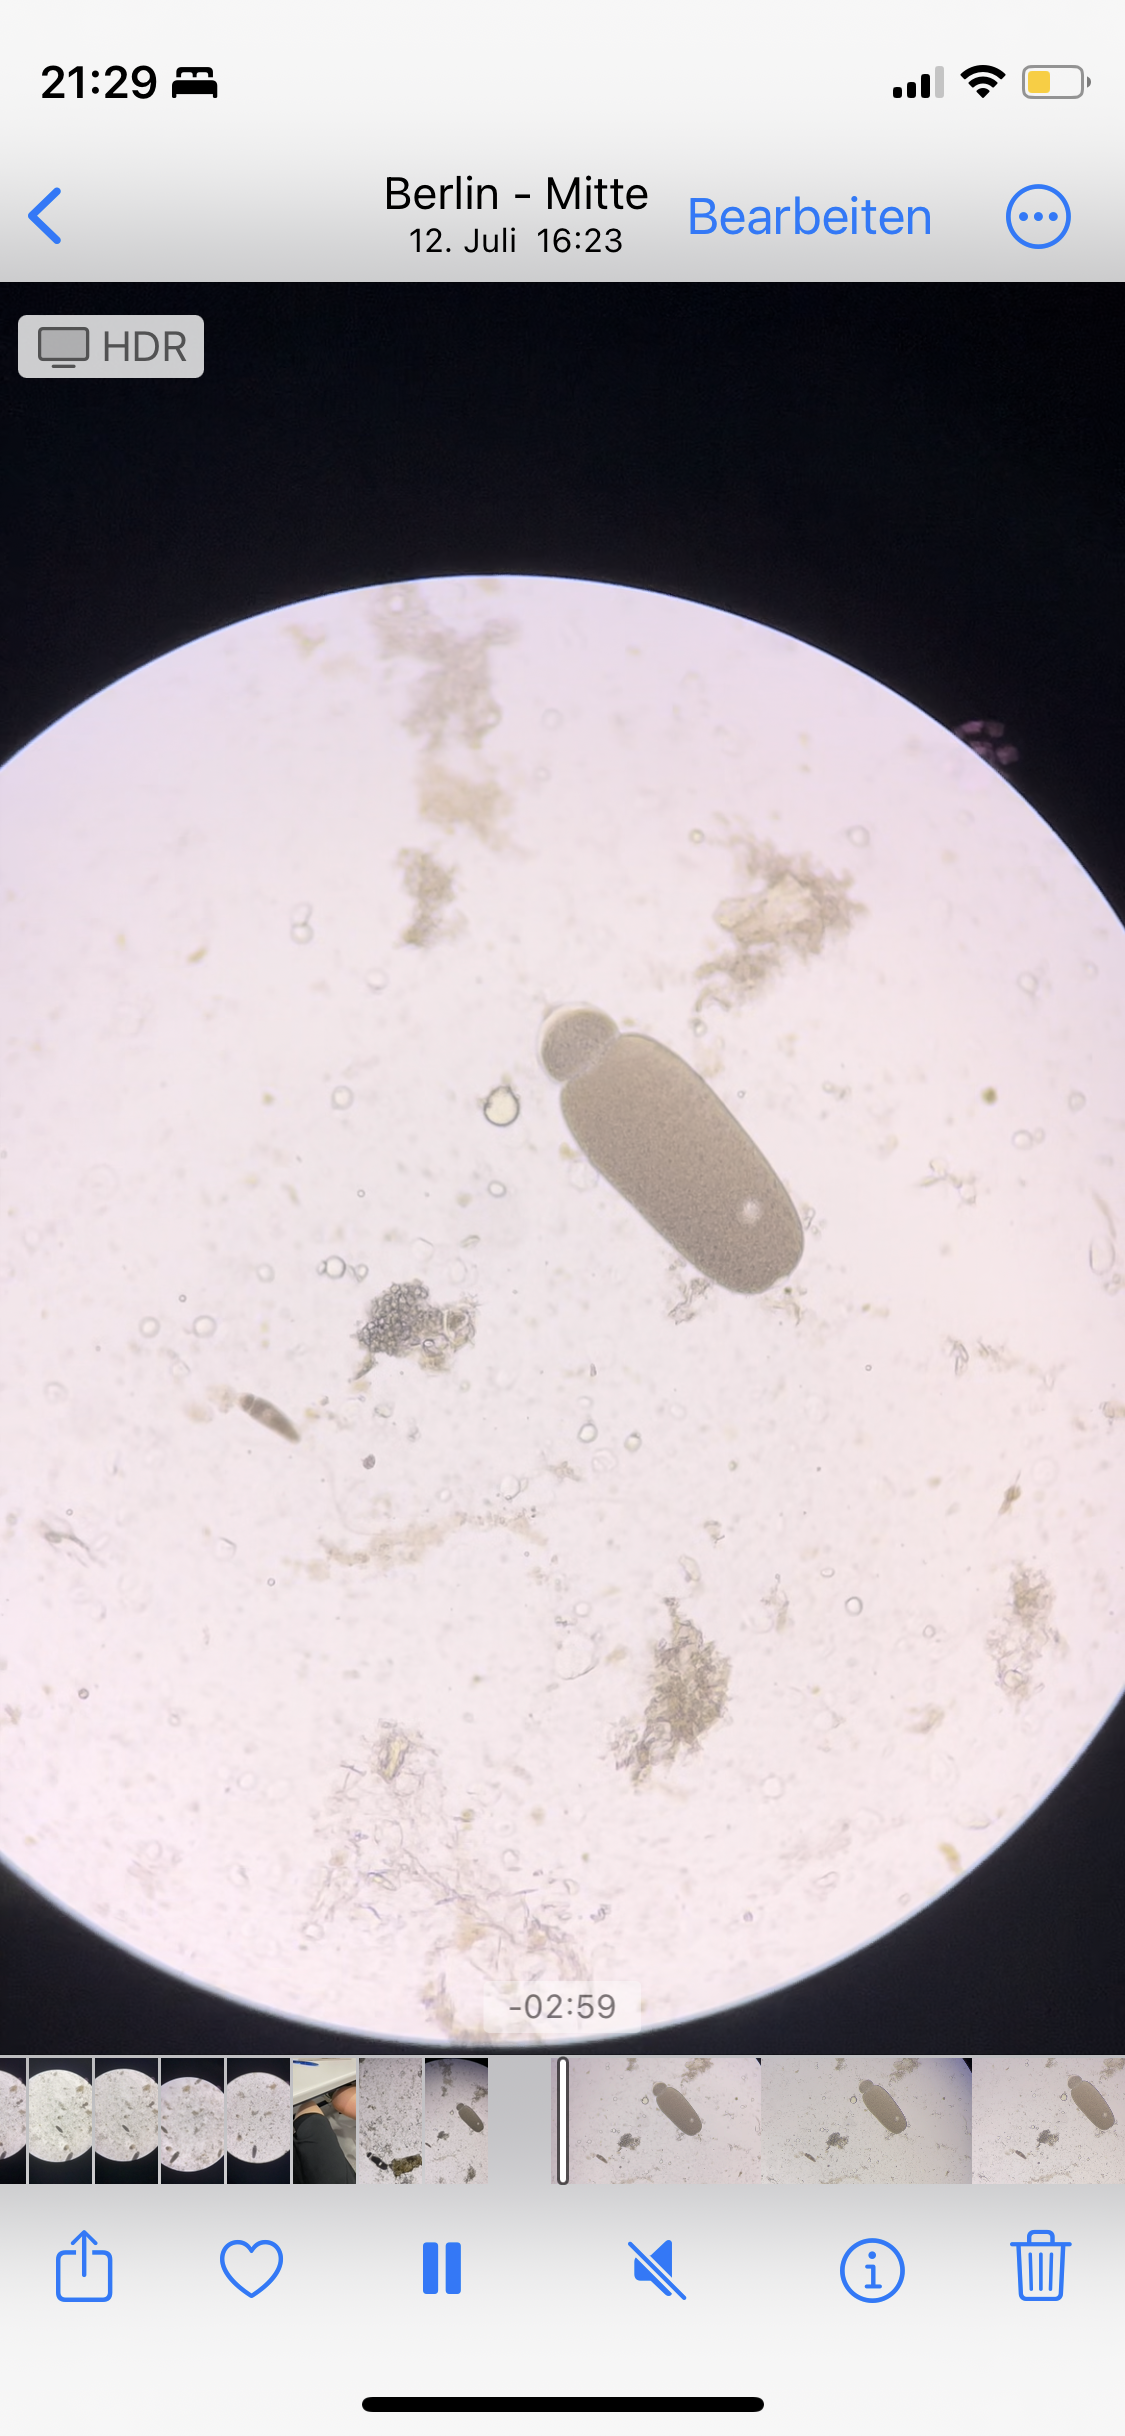 21:29
Berlin - Mitte
12. Juli 16:23
Bearbeiten
HDR
-02:59